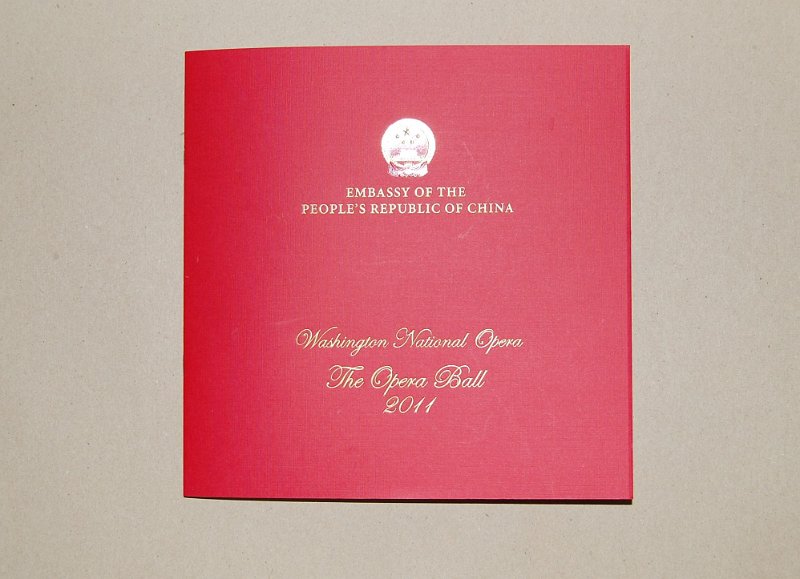 EMBASSY OF THE
PEOPLE'S REPUBLIC OF CHINA
Washington National Opera
The Opera Ball
2011